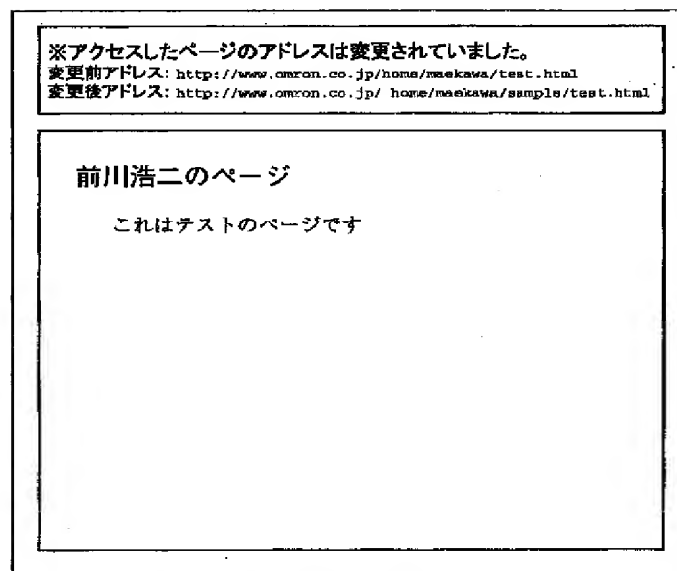 ※アクセスしたページのアドレスは変更されていました。
変更前アドレス: http://www.omron.co.jp/home/maekawa/test.html
変更後アドレス: http://www.omron.co.jp/ home/maekawa/sample/test.html
前川浩二のページ
これはテストのページです